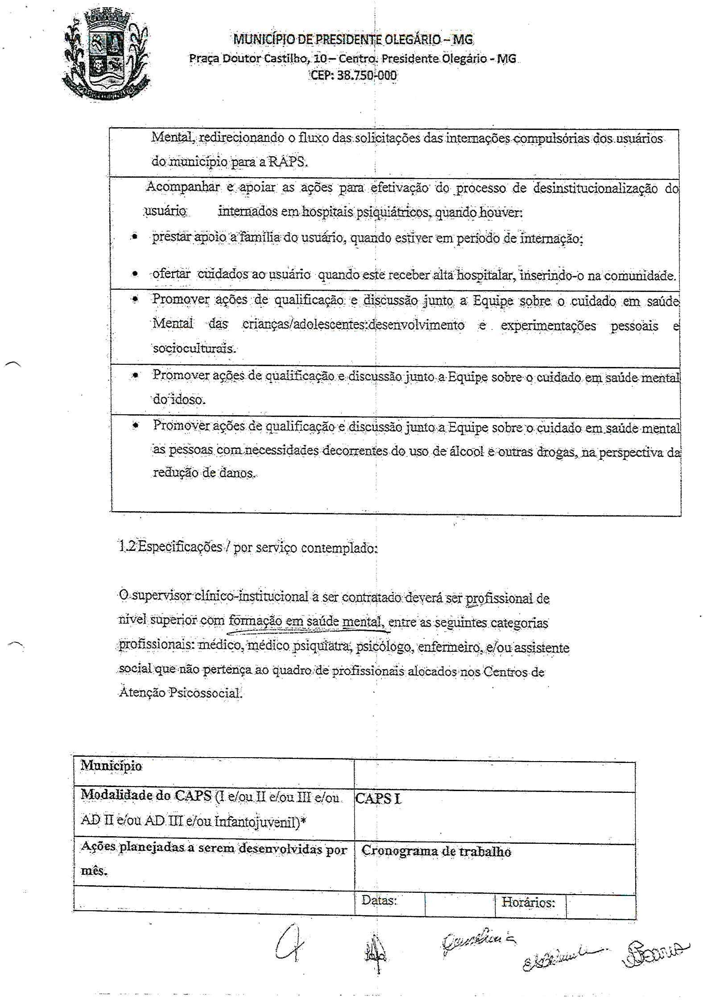 MUNICÍPIO DE PRESIDENTE OLEGÁRIO – MG
Praça Doutor Castilho, 10 – Centro. Presidente Olegário - MG
CEP: 38.750-000
Mental, redirecionando o fluxo das solicitações das internações compulsórias dos usuários
do município para a RAPS.
Acompanhar e apoiar as ações para efetivação do processo de desinstitucionalização do
usuário internados em hospitais psiquiátricos, quando houver:
• prestar apoio a família do usuário, quando estiver em período de internação;
• ofertar cuidados ao usuário quando este receber alta hospitalar, inserindo-o na comunidade.
• Promover ações de qualificação e discussão junto a Equipe sobre o cuidado em saúde
Mental das crianças/adolescentes:desenvolvimento e experimentações pessoais e
socioculturais.
• Promover ações de qualificação e discussão junto a Equipe sobre o cuidado em saúde mental
do idoso.
• Promover ações de qualificação e discussão junto a Equipe sobre o cuidado em saúde mental
as pessoas com necessidades decorrentes do uso de álcool e outras drogas, na perspectiva da
redução de danos.
1.2 Especificações / por serviço contemplado:
O supervisor clínico-institucional a ser contratado deverá ser profissional de
nível superior com formação em saúde mental, entre as seguintes categorias
profissionais: médico, médico psiquiatra, psicólogo, enfermeiro, e/ou assistente
social que não pertença ao quadro de profissionais alocados nos Centros de
Atenção Psicossocial.
Município
Modalidade do CAPS (I e/ou II e/ou III e/ou
AD II e/ou AD III e/ou Infantojuvenil)*
CAPS I
Ações planejadas a serem desenvolvidas por
mês.
Cronograma de trabalho
Datas:
Horários: